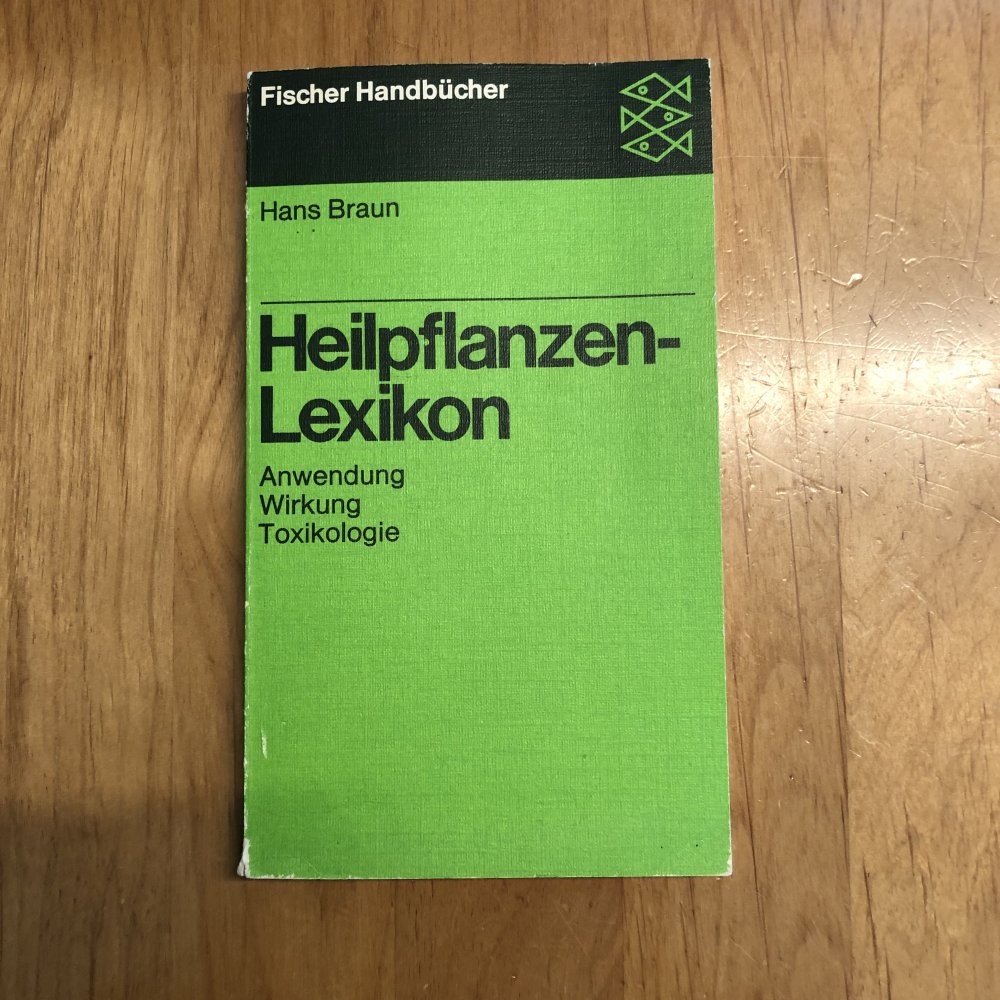 Fischer Handbücher
Hans Braun
Heilpflanzen-
Lexikon
Anwendung
Wirkung
Toxikologie